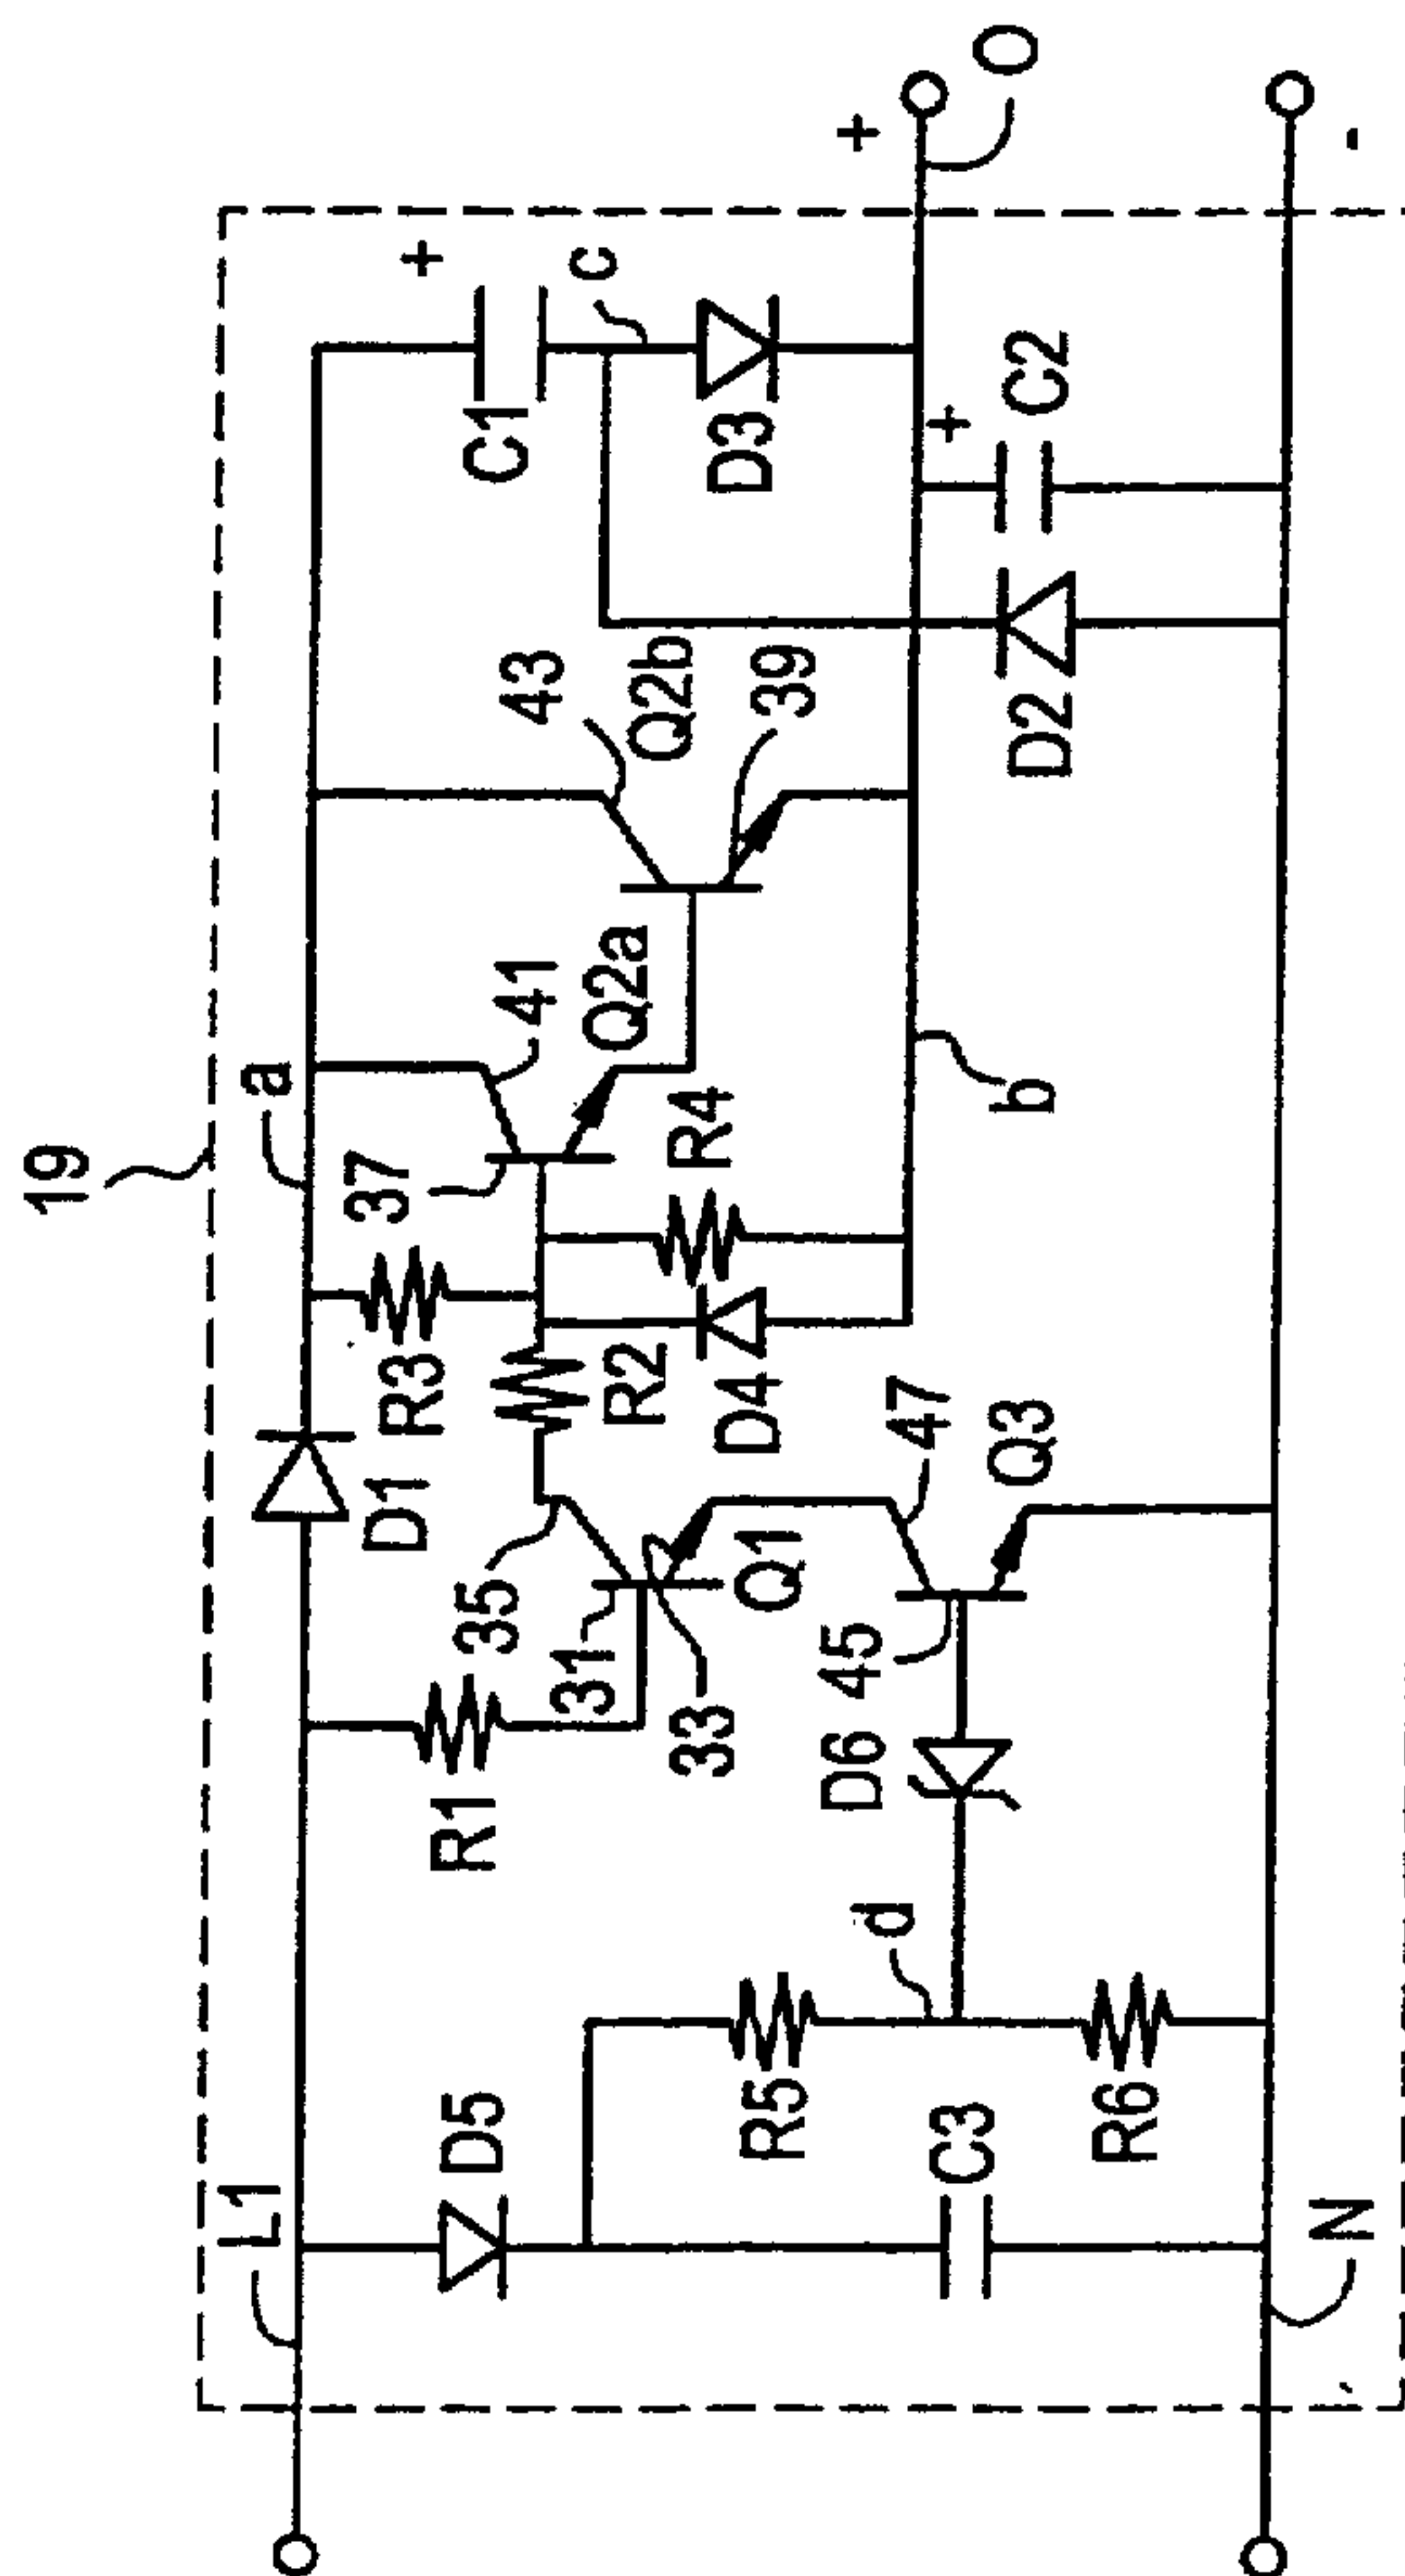 19
a
b
c
d
L1
N
O
+
-
+
+
D5
C3
R5
R6
D6
R1
31
33
35
Q1
45
47
Q3
D1
R3
R2
D4
R4
37
41
Q2a
43
Q2b
39
D2
C1
D3
C2